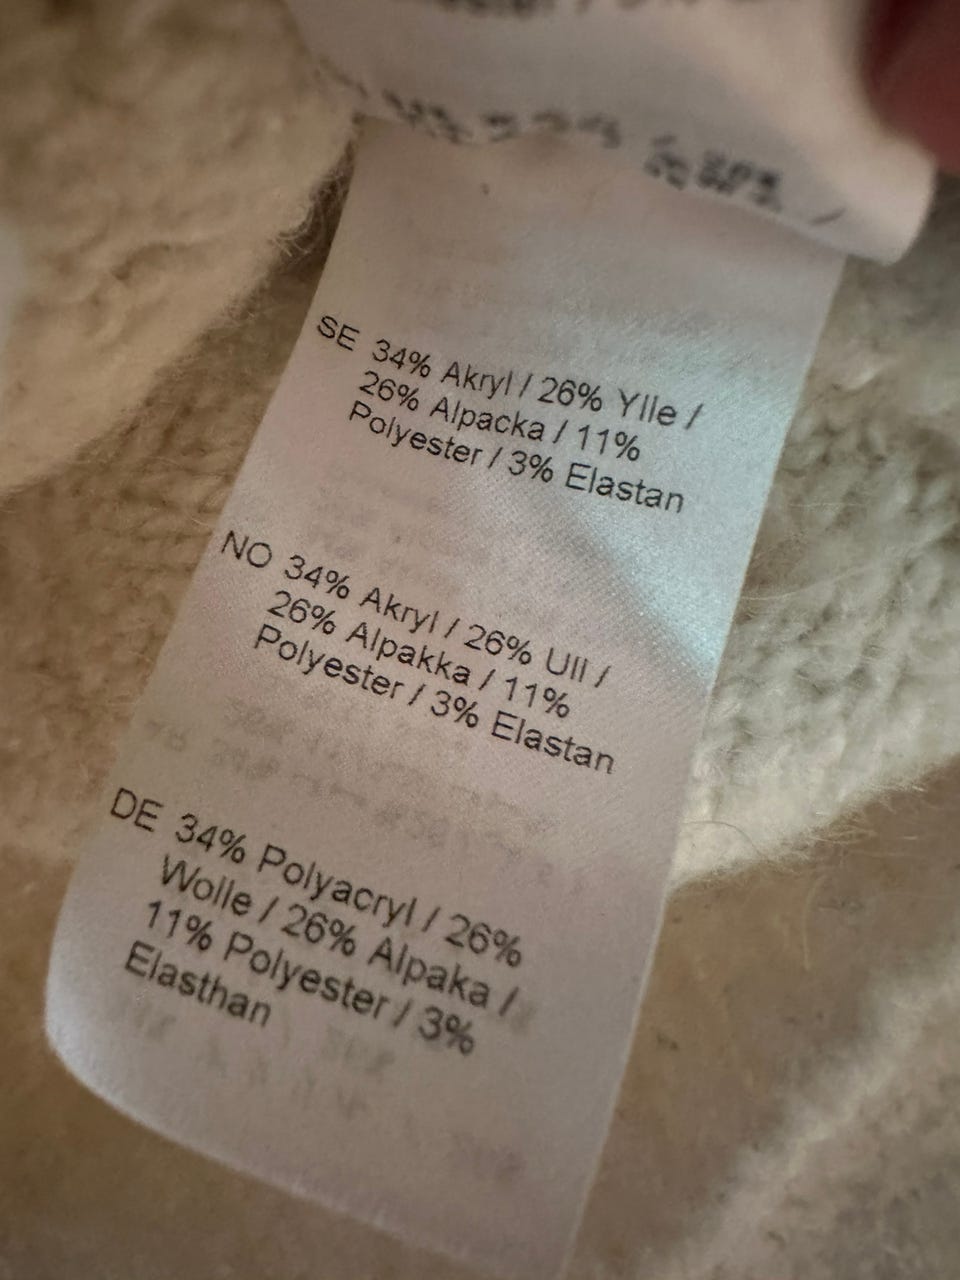 SE 34% Akryl / 26% Ylle /
26% Alpacka / 11%
Polyester / 3% Elastan
NO 34% Akryl / 26% Ull /
26% Alpakka / 11%
Polyester / 3% Elastan
DE 34% Polyacryl / 26%
Wolle / 26% Alpaka /
11% Polyester / 3%
Elasthan